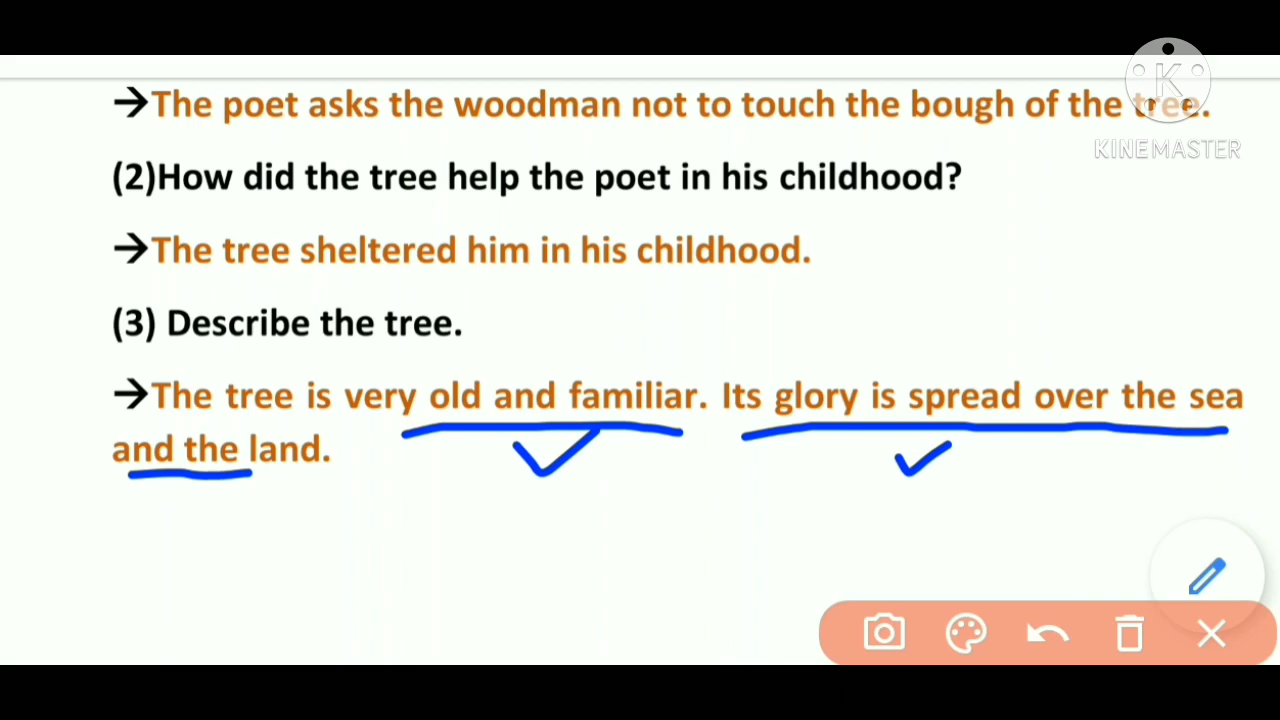 →The poet asks the woodman not to touch the bough of the tree.
KINEMASTER
(2)How did the tree help the poet in his childhood?
→The tree sheltered him in his childhood.
(3) Describe the tree.
→The tree is very old and familiar. Its glory is spread over the sea
and the land.